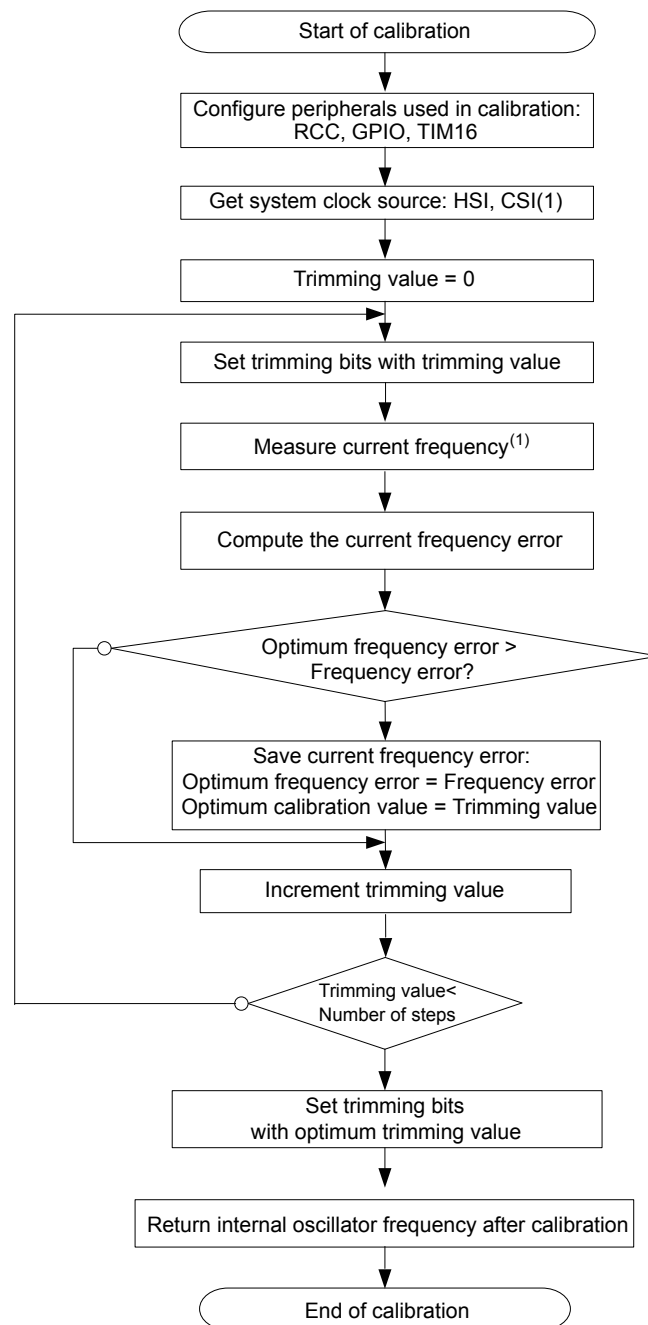 Start of calibration
Configure peripherals used in calibration:
RCC, GPIO, TIM16
Get system clock source: HSI, CSI(1)
Trimming value = 0
Set trimming bits with trimming value
Measure current frequency(1)
Compute the current frequency error
Optimum frequency error >
Frequency error?
Save current frequency error:
Optimum frequency error = Frequency error
Optimum calibration value = Trimming value
Increment trimming value
Trimming value<
Number of steps
Set trimming bits
with optimum trimming value
Return internal oscillator frequency after calibration
End of calibration